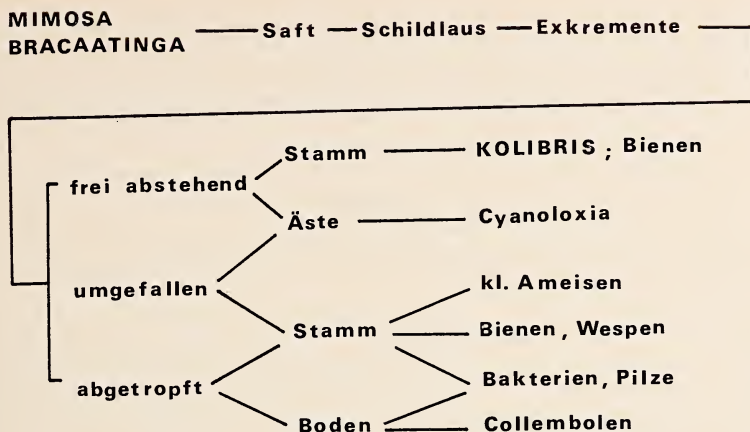 MIMOSA
BRACAATINGA
Saft — Schildlaus — Exkremente
frei abstehend
Stamm
KOLIBRIS ; Bienen
Äste
Cyanoloxia
umgefallen
kl. Ameisen
Stamm
Bienen, Wespen
abgetropft
Bakterien, Pilze
Boden
Collembolen